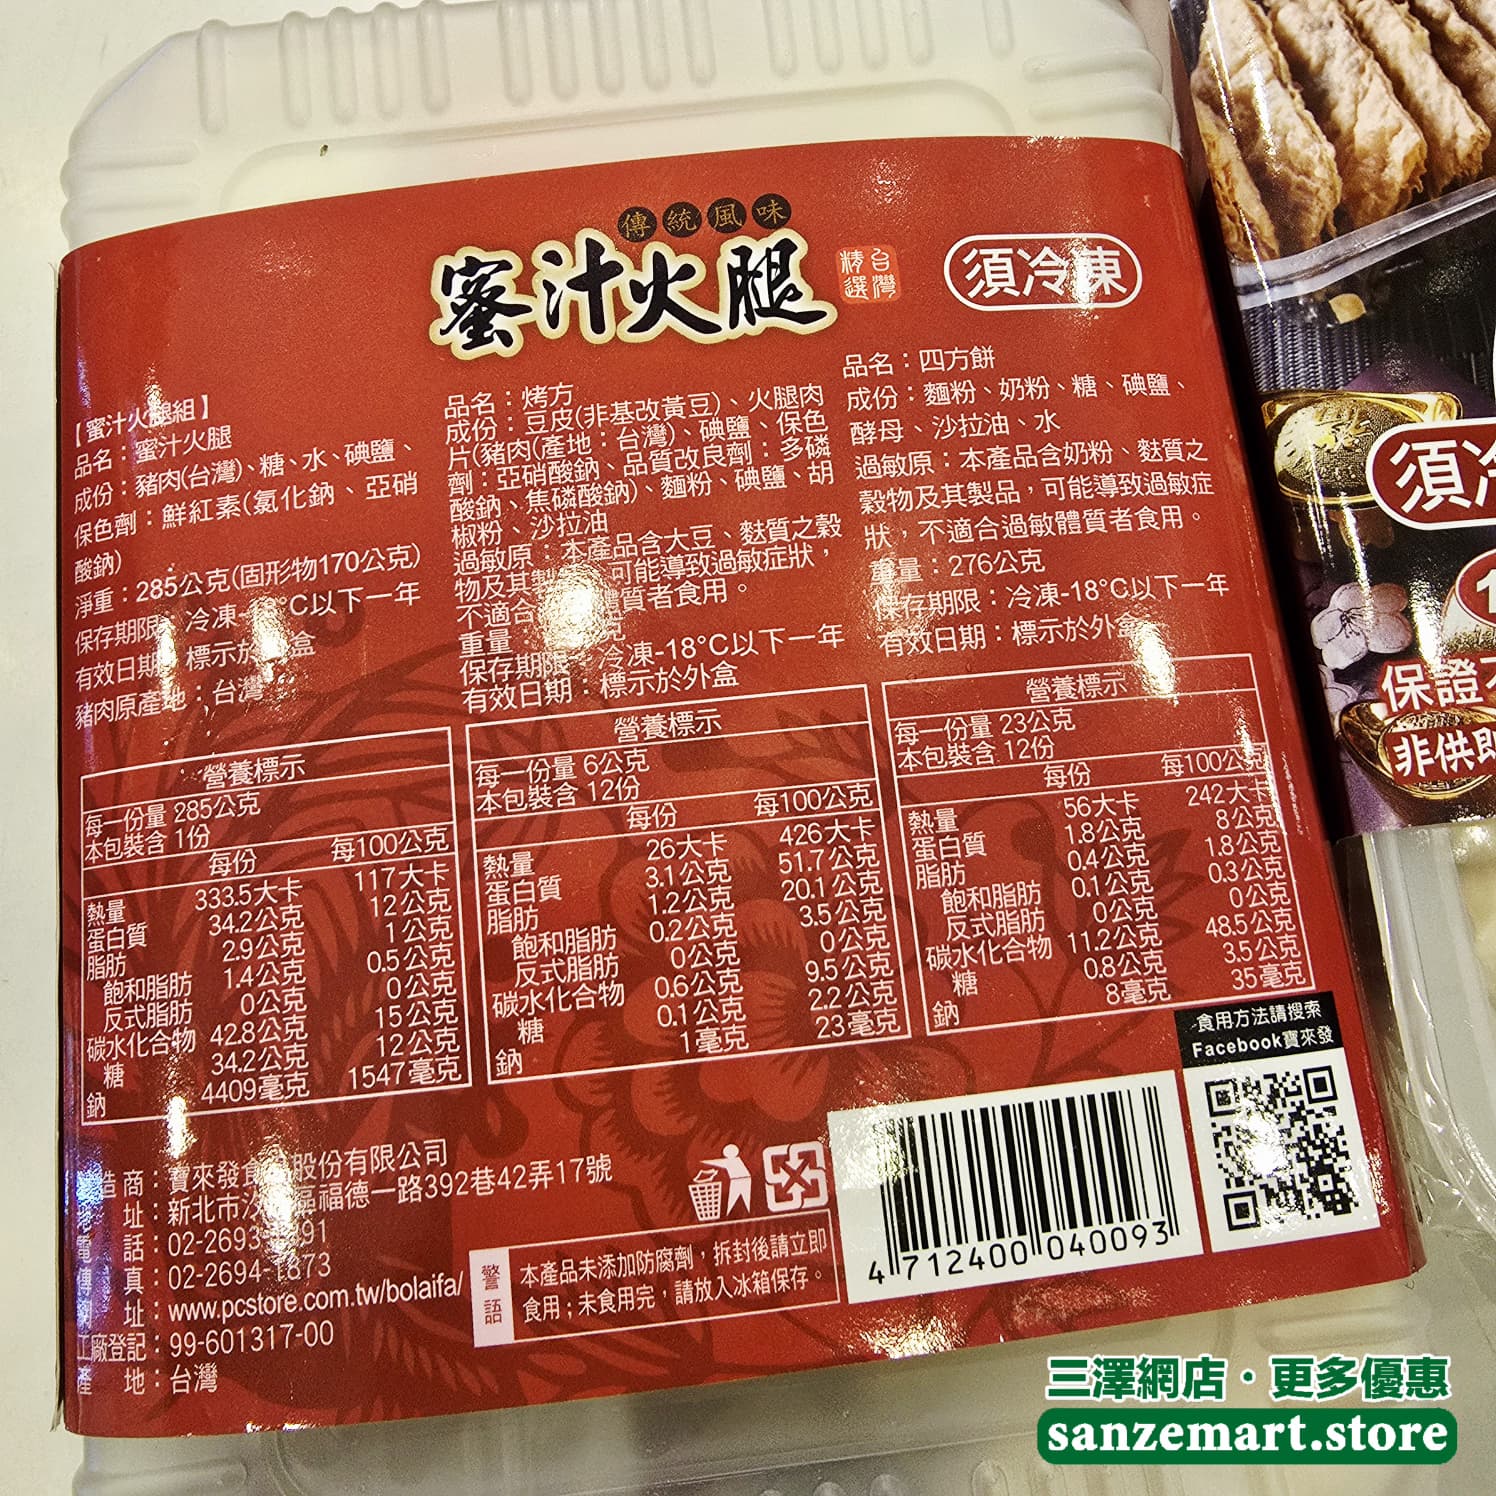 傳統風味
蜜汁火腿
台灣
精選
須冷凍
【蜜汁火腿組】
品名：蜜汁火腿
成份：豬肉(台灣)、糖、水、碘鹽、
保色劑：鮮紅素(氯化鈉、亞硝
酸鈉)
淨重：285公克(固形物170公克)
保存期限：冷凍-18°C以下一年
有效日期：標示於外盒
豬肉原產地：台灣
營養標示
每一份量 285公克
本包裝含 1份
每份 每100公克
熱量 333.5大卡 117大卡
蛋白質 34.2公克 12公克
脂肪 2.9公克 1公克
飽和脂肪 1.4公克 0.5公克
反式脂肪 0公克 0公克
碳水化合物 42.8公克 15公克
糖 34.2公克 12公克
鈉 4409毫克 1547毫克
品名：烤方
成份：豆皮(非基改黃豆)、火腿肉
片(豬肉(產地：台灣)、碘鹽、保色
劑：亞硝酸鈉、品質改良劑：多磷
酸鈉、焦磷酸鈉)、麵粉、碘鹽、胡
椒粉、沙拉油
過敏原：本產品含大豆、麩質之穀
物及其製 可能導致過敏症狀，
不適合 體質者食用。
重量：
保存期限：冷凍-18°C以下一年
有效日期：標示於外盒
營養標示
每一份量 6公克
本包裝含 12份
每份 每100公克
熱量 26大卡 426大卡
蛋白質 3.1公克 51.7公克
脂肪 1.2公克 20.1公克
飽和脂肪 0.2公克 3.5公克
反式脂肪 0公克 0公克
碳水化合物 0.6公克 9.5公克
糖 0.1公克 2.2公克
鈉 1毫克 23毫克
品名：四方餅
成份：麵粉、奶粉、糖、碘鹽、
酵母、沙拉油、水
過敏原：本產品含奶粉、麩質之
穀物及其製品，可能導致過敏症
狀，不適合過敏體質者食用。
重量：276公克
保存期限：冷凍-18°C以下一年
有效日期：標示於外盒
營養標示
每一份量 23公克
本包裝含 12份
每份 每100公克
熱量 56大卡 242大卡
蛋白質 1.8公克 8公克
脂肪 0.4公克 1.8公克
飽和脂肪 0.1公克 0.3公克
反式脂肪 0公克 0公克
碳水化合物 11.2公克 48.5公克
糖 0.8公克 3.5公克
鈉 8毫克 35毫克
食用方法請搜索
Facebook寶來發
造商：寶來發食 股份有限公司
址：新北市汐 區福德一路392巷42弄17號
電話：02-2693 91
傳真：02-2694-1873
網址：www.pcstore.com.tw/bolaifa/
工廠登記：99-601317-00
產地：台灣
警語
本產品未添加防腐劑，拆封後請立即
食用；未食用完，請放入冰箱保存。
4 712400 040093
須冷
保證不
非供即
三澤網店・更多優惠
sanzemart.store